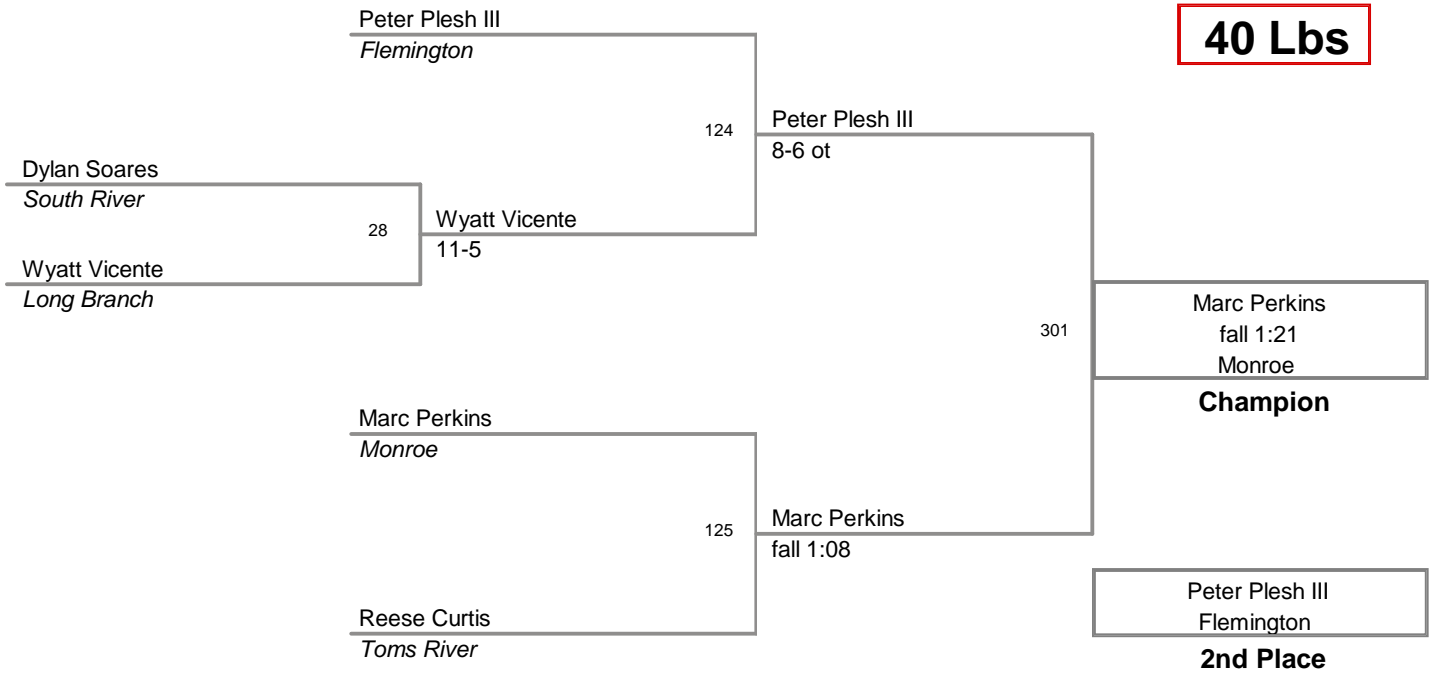 Peter Plesh III
Flemington
40 Lbs
124
Peter Plesh III
8-6 ot
Dylan Soares
South River
28
Wyatt Vicente
11-5
Wyatt Vicente
Long Branch
301
Marc Perkins
fall 1:21
Monroe
Champion
Marc Perkins
Monroe
125
Marc Perkins
fall 1:08
Reese Curtis
Toms River
Peter Plesh III
Flemington
2nd Place